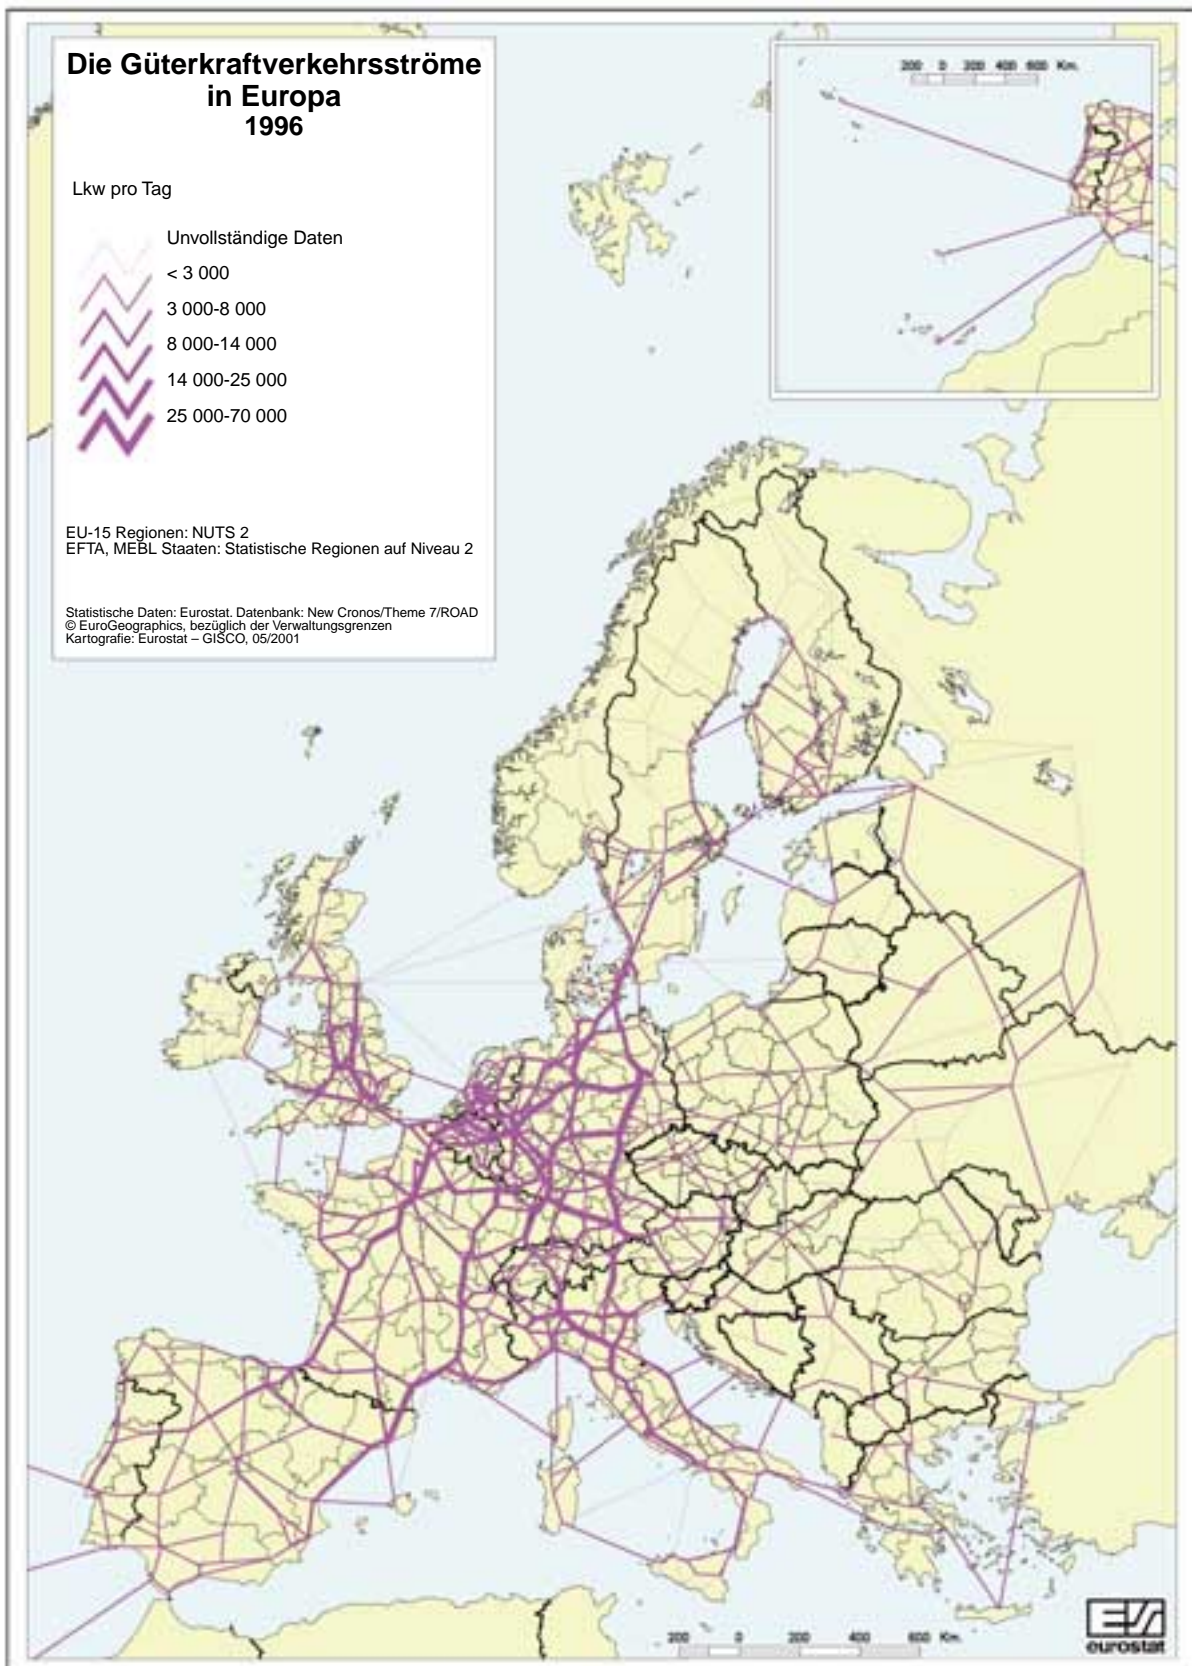 Die Güterkraftverkehrsströme
in Europa
1996
Lkw pro Tag
Unvollständige Daten
< 3 000
3 000-8 000
8 000-14 000
14 000-25 000
25 000-70 000
EU-15 Regionen: NUTS 2
EFTA, MEBL Staaten: Statistische Regionen auf Niveau 2
Statistische Daten: Eurostat. Datenbank: New Cronos/Theme 7/ROAD
© EuroGeographics, bezüglich der Verwaltungsgrenzen
Kartografie: Eurostat – GISCO, 05/2001
200 0 200 400 600 Km.
200 0 200 400 600 Km.
eurostat